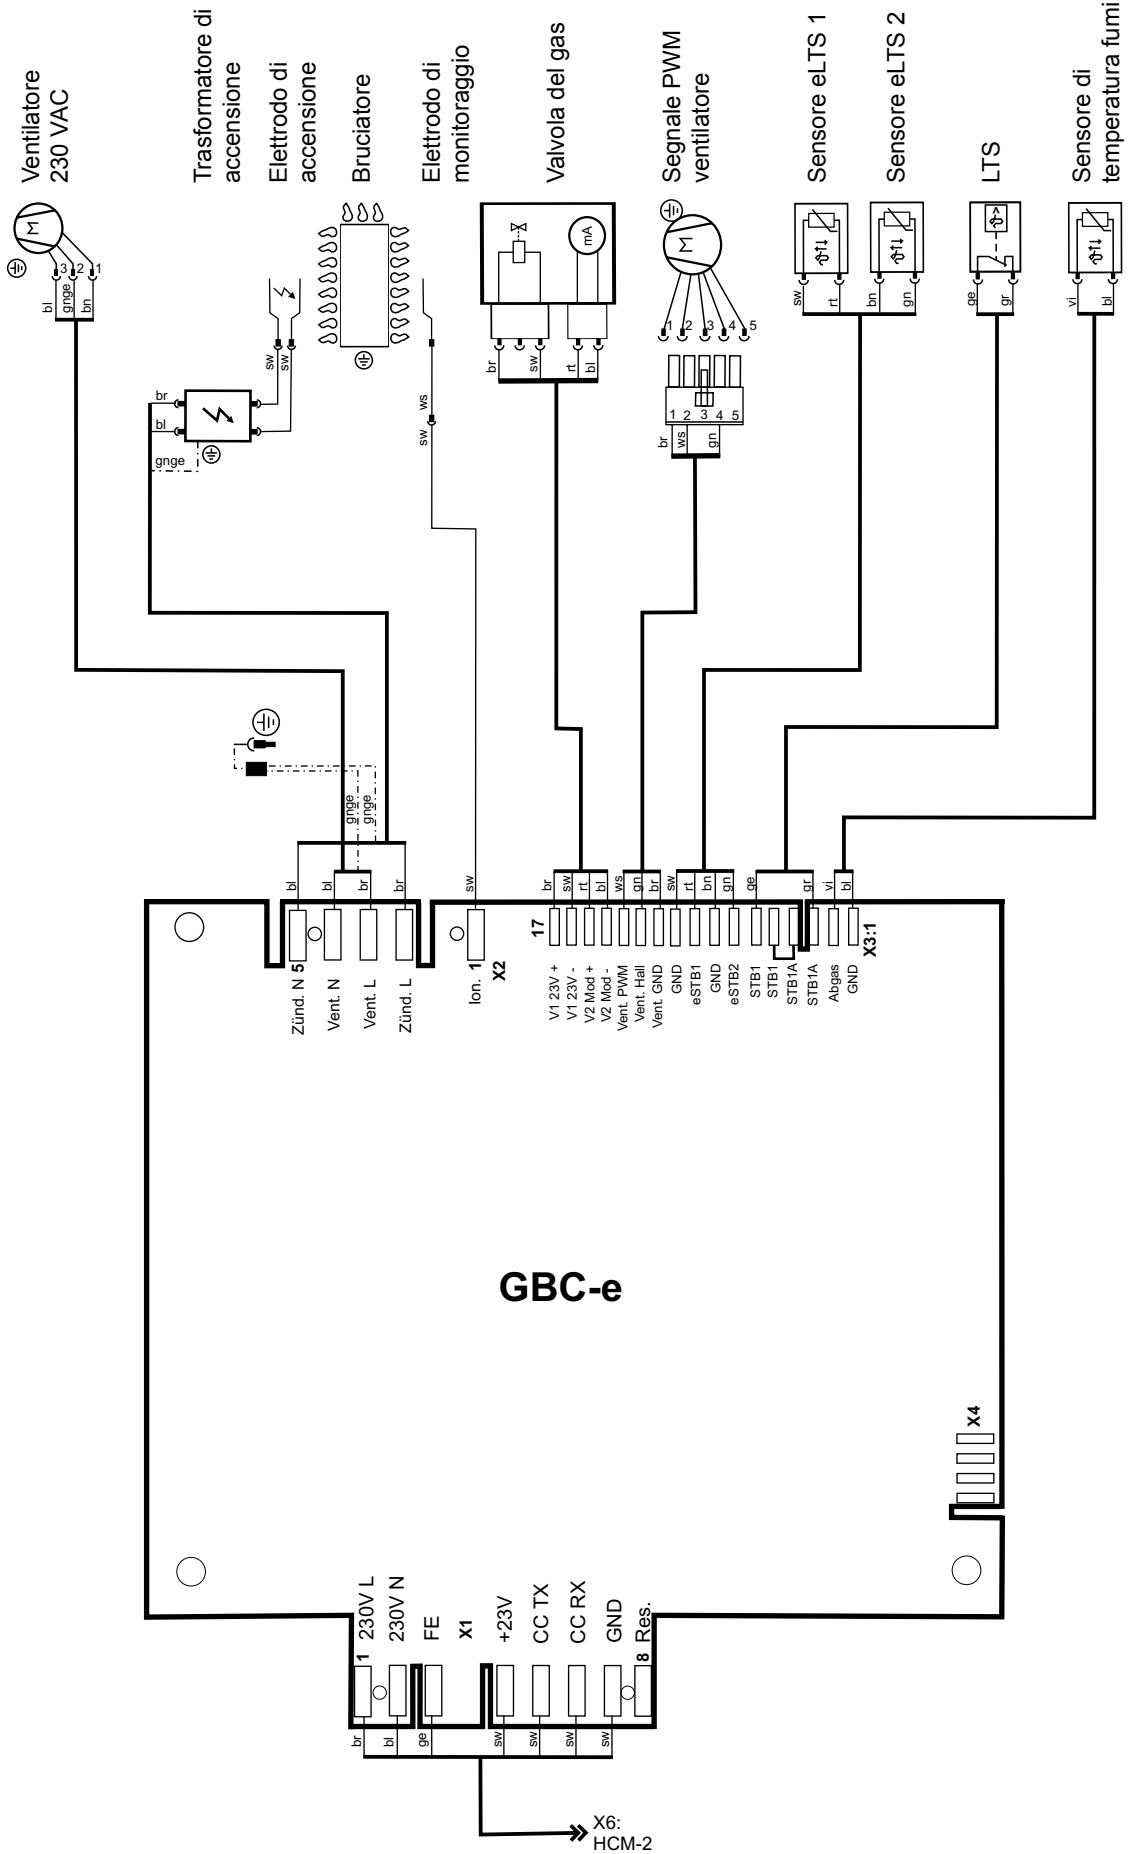 Ventilatore
230 VAC
Trasformatore di
accensione
Elettrodo di
accensione
Bruciatore
Elettrodo di
monitoraggio
Valvola del gas
Segnale PWM
ventilatore
Sensore eLTS 1
Sensore eLTS 2
LTS
Sensore di
temperatura fumi
M
3
2
1
bl
gnge
bn
br
bl
gnge
sw
sw
ws
sw
mA
br
sw
rt
bl
M
1
2
3
4
5
1
2
3
4
5
br
ws
gn
sw
rt
bn
gn
ge
gr
vi
bl
gnge
gnge
bl
bl
br
br
sw
br
sw
rt
bl
ws
gn
br
sw
rt
bn
gn
ge
gr
vi
bl
Zünd. N 5
Vent. N
Vent. L
Zünd. L
Ion. 1
X2
17
V1 23V +
V1 23V -
V2 Mod +
V2 Mod -
Vent. PWM
Vent. Hall
Vent. GND
GND
eSTB1
GND
eSTB2
STB1
STB1
STB1A
STB1A
Abgas
GND
X3:1
GBC-e
X4
1 230V L
230V N
FE
X1
+23V
CC TX
CC RX
GND
8 Res.
br
bl
ge
sw
sw
sw
sw
X6:
HCM-2